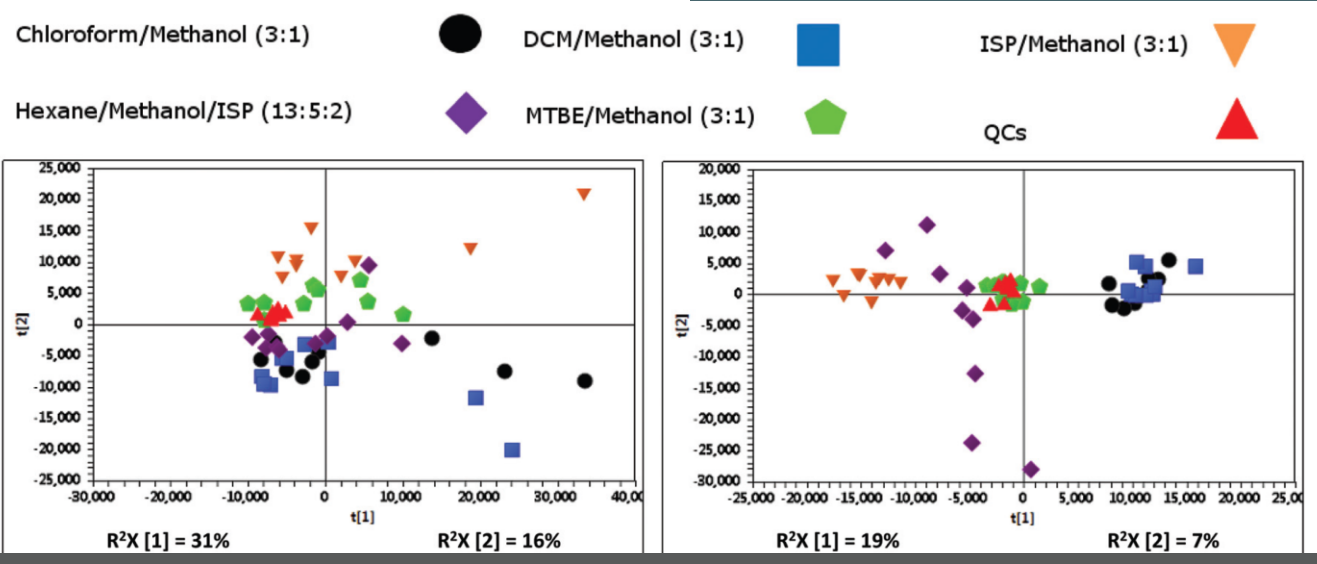 Chloroform/Methanol (3:1)
DCM/Methanol (3:1)
ISP/Methanol (3:1)
Hexane/Methanol/ISP (13:5:2)
MTBE/Methanol (3:1)
QCs
25,000
20,000
15,000
10,000
5,000
0
-5,000
-10,000
-15,000
-20,000
-25,000
t[2]
-30,000 -20,000 -10,000 0 10,000 20,000 30,000 40,00
t[1]
R²X [1] = 31% R²X [2] = 16%
20,000
15,000
10,000
5,000
0
-5,000
-10,000
-15,000
-20,000
-25,000
-30,000
t[2]
-25,000 -20,000 -15,000 -10,000 -5,000 0 5,000 10,000 15,000 20,000 25,00
t[1]
R²X [1] = 19% R²X [2] = 7%